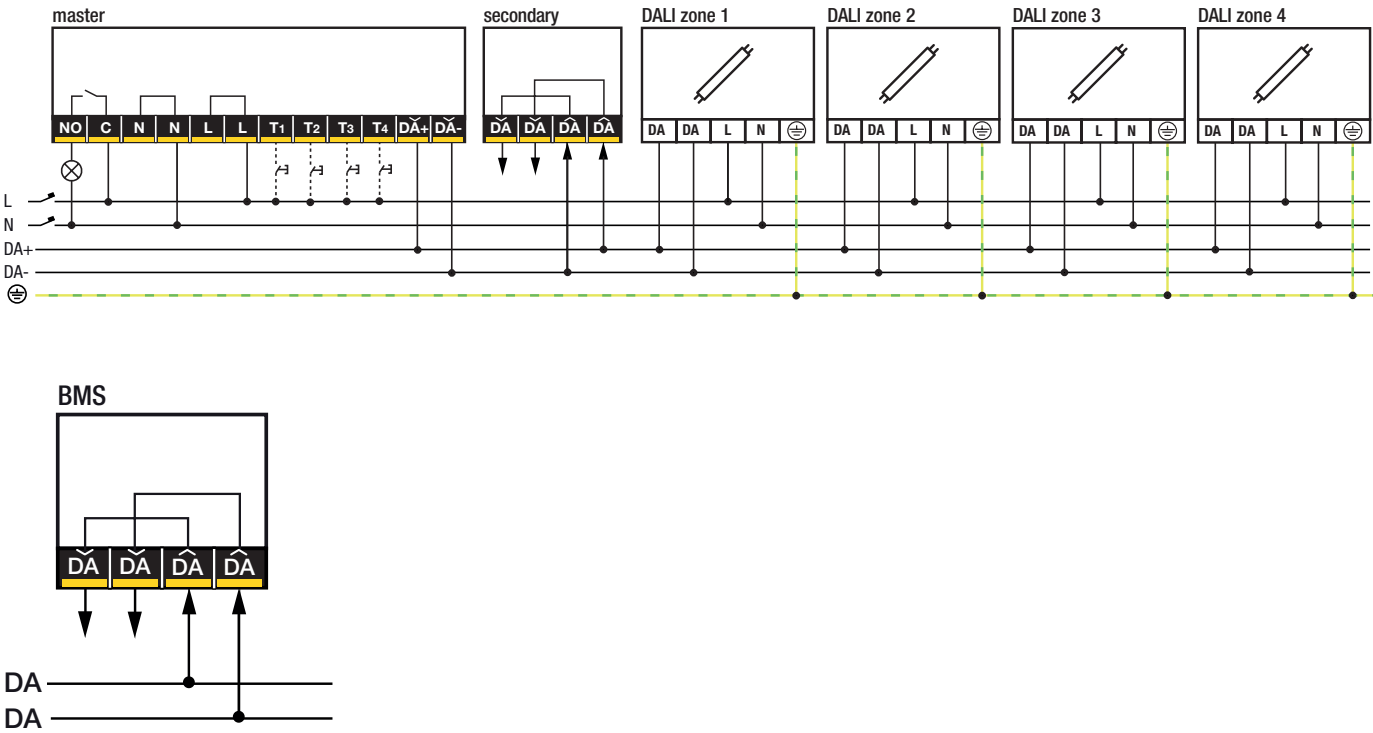 master secondary DALI zone 1 DALI zone 2 DALI zone 3 DALI zone 4
NO C N N L L T1 T2 T3 T4 DA+ DA- DA DA DA DA DA DA L N DA DA L N DA DA L N DA DA L N
L
N
DA+
DA-
BMS
DA DA DA DA
DA
DA